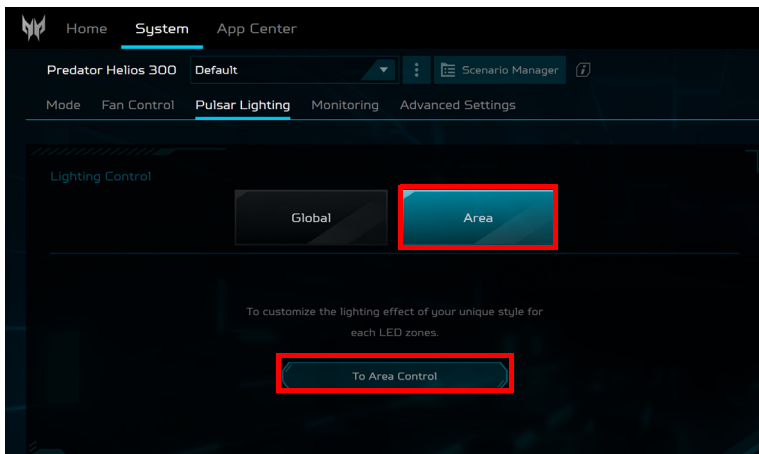 Home System App Center
Predator Helios 300 Default Scenario Manager i
Mode Fan Control Pulsar Lighting Monitoring Advanced Settings
Lighting Control
Global Area
To customize the lighting effect of your unique style for
each LED zones.
To Area Control